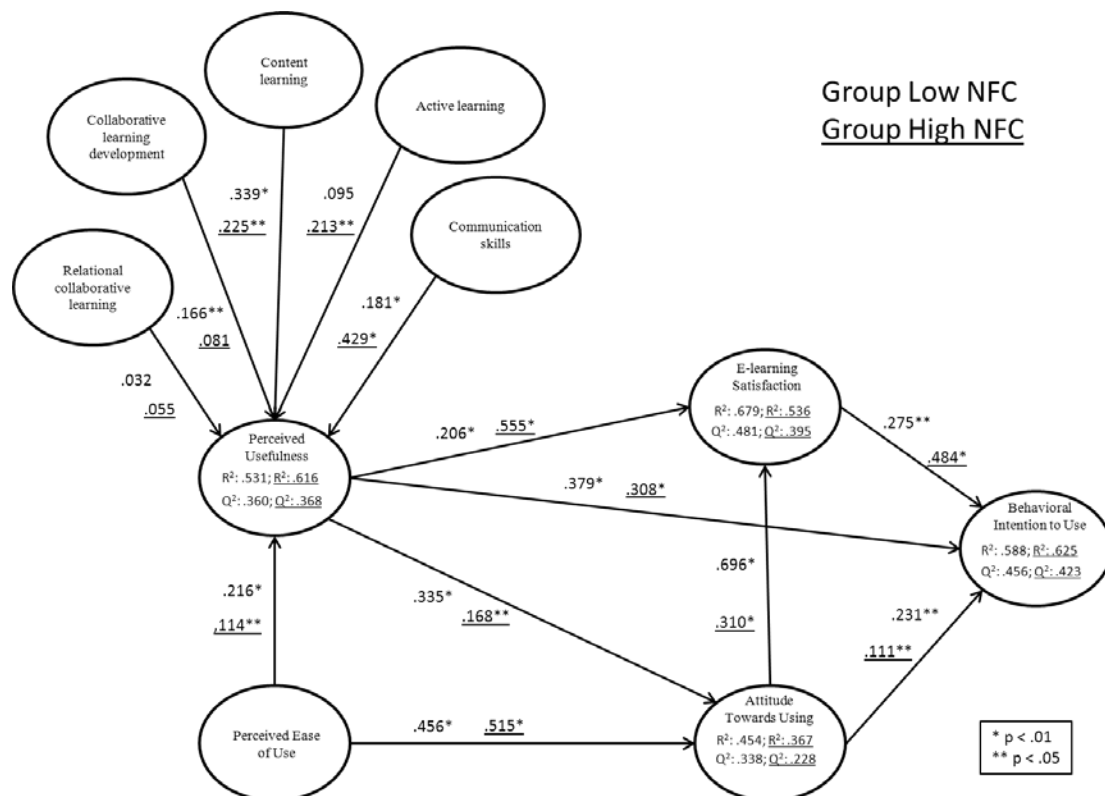 Content
learning
Group Low NFC
Group High NFC
Collaborative
learning
development
Active learning
.339*
.225**
.095
.213**
Communication
skills
Relational
collaborative
learning
.166**
.081
.181*
.429*
.032
.055
E-learning
Satisfaction
R²: .679; R²: .536
Q²: .481; Q²: .395
.206* .555*
.275**
.484*
Perceived
Usefulness
R²: .531; R²: .616
Q²: .360; Q²: .368
.379* .308*
Behavioral
Intention to Use
R²: .588; R²: .625
Q²: .456; Q²: .423
.216*
.114**
.335*
.168**
.696*
.310*
.231**
.111**
Perceived Ease
of Use
.456* .515*
Attitude
Towards Using
R²: .454; R²: .367
Q²: .338; Q²: .228
* p < .01
** p < .05